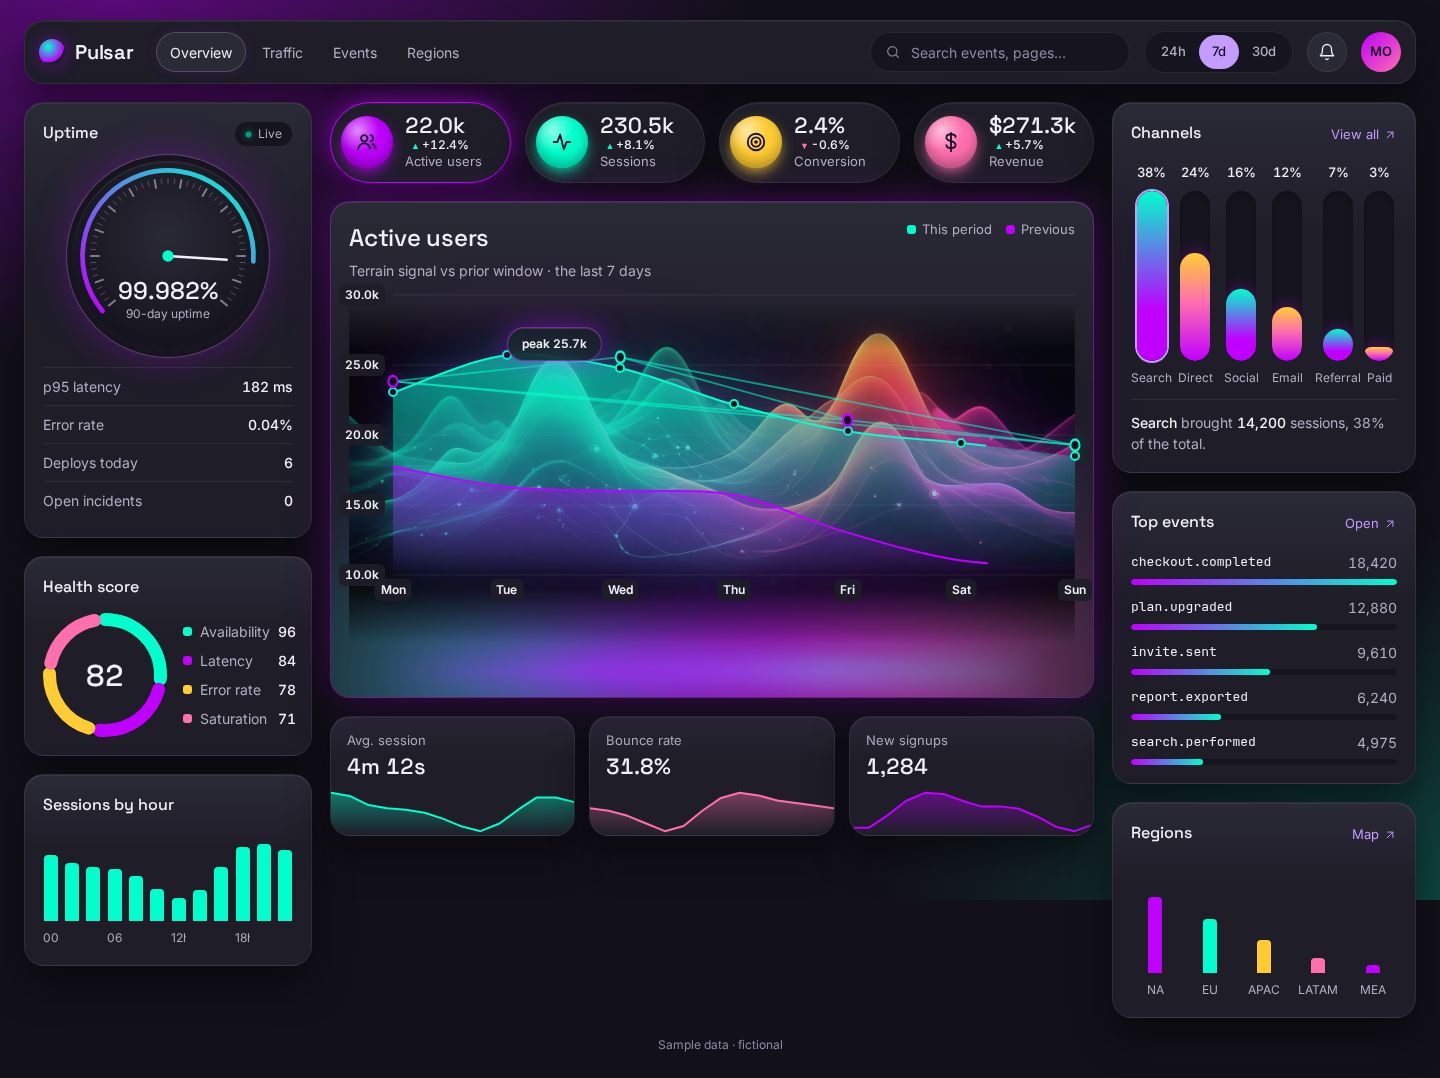 Pulsar
Overview
Traffic
Events
Regions
Search events, pages...
24h
7d
30d
MO
Uptime
Live
99.982%
90-day uptime
p95 latency 182 ms
Error rate 0.04%
Deploys today 6
Open incidents 0
Health score
82
Availability 96
Latency 84
Error rate 78
Saturation 71
Sessions by hour
00 06 12h 18h
22.0k
+12.4%
Active users
230.5k
+8.1%
Sessions
2.4%
-0.6%
Conversion
$271.3k
+5.7%
Revenue
Active users
This period Previous
Terrain signal vs prior window · the last 7 days
30.0k
peak 25.7k
25.0k
20.0k
15.0k
10.0k
Mon Tue Wed Thu Fri Sat Sun
Avg. session
4m 12s
Bounce rate
31.8%
New signups
1,284
Channels
View all
38% 24% 16% 12% 7% 3%
Search Direct Social Email Referral Paid
Search brought 14,200 sessions, 38%
of the total.
Top events
Open
checkout.completed 18,420
plan.upgraded 12,880
invite.sent 9,610
report.exported 6,240
search.performed 4,975
Regions
Map
NA EU APAC LATAM MEA
Sample data · fictional